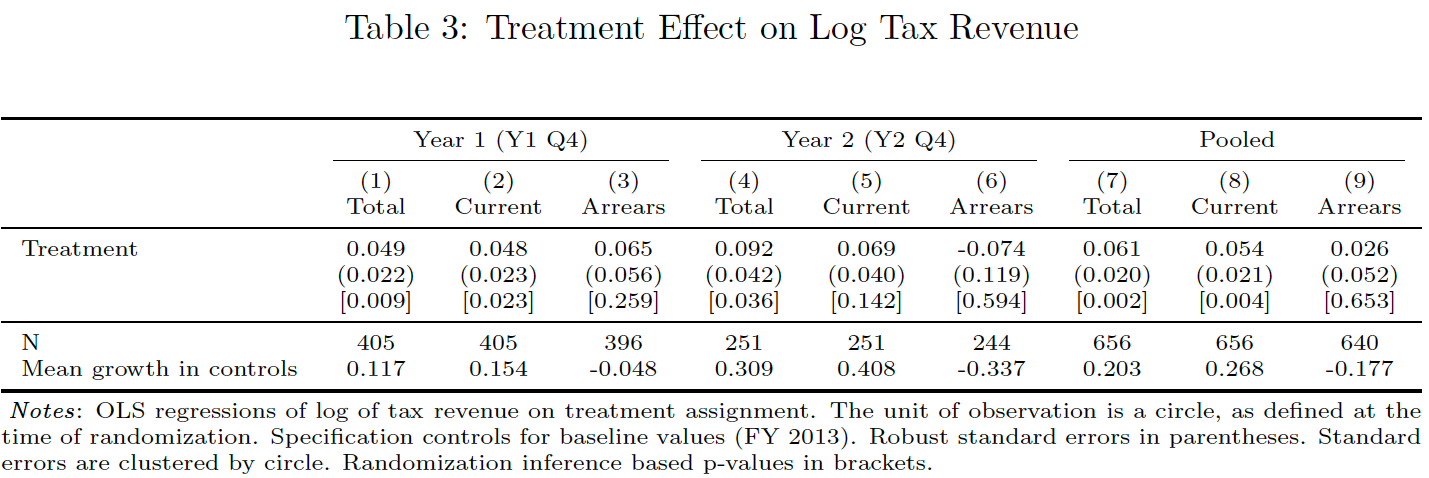 Table 3: Treatment Effect on Log Tax Revenue
Year 1 (Y1 Q4) Year 2 (Y2 Q4) Pooled
(1) (2) (3) (4) (5) (6) (7) (8) (9)
Total Current Arrears Total Current Arrears Total Current Arrears
Treatment 0.049 0.048 0.065 0.092 0.069 -0.074 0.061 0.054 0.026
(0.022) (0.023) (0.056) (0.042) (0.040) (0.119) (0.020) (0.021) (0.052)
[0.009] [0.023] [0.259] [0.036] [0.142] [0.594] [0.002] [0.004] [0.653]
N 405 405 396 251 251 244 656 656 640
Mean growth in controls 0.117 0.154 -0.048 0.309 0.408 -0.337 0.203 0.268 -0.177
Notes: OLS regressions of log of tax revenue on treatment assignment. The unit of observation is a circle, as defined at the
time of randomization. Specification controls for baseline values (FY 2013). Robust standard errors in parentheses. Standard
errors are clustered by circle. Randomization inference based p-values in brackets.